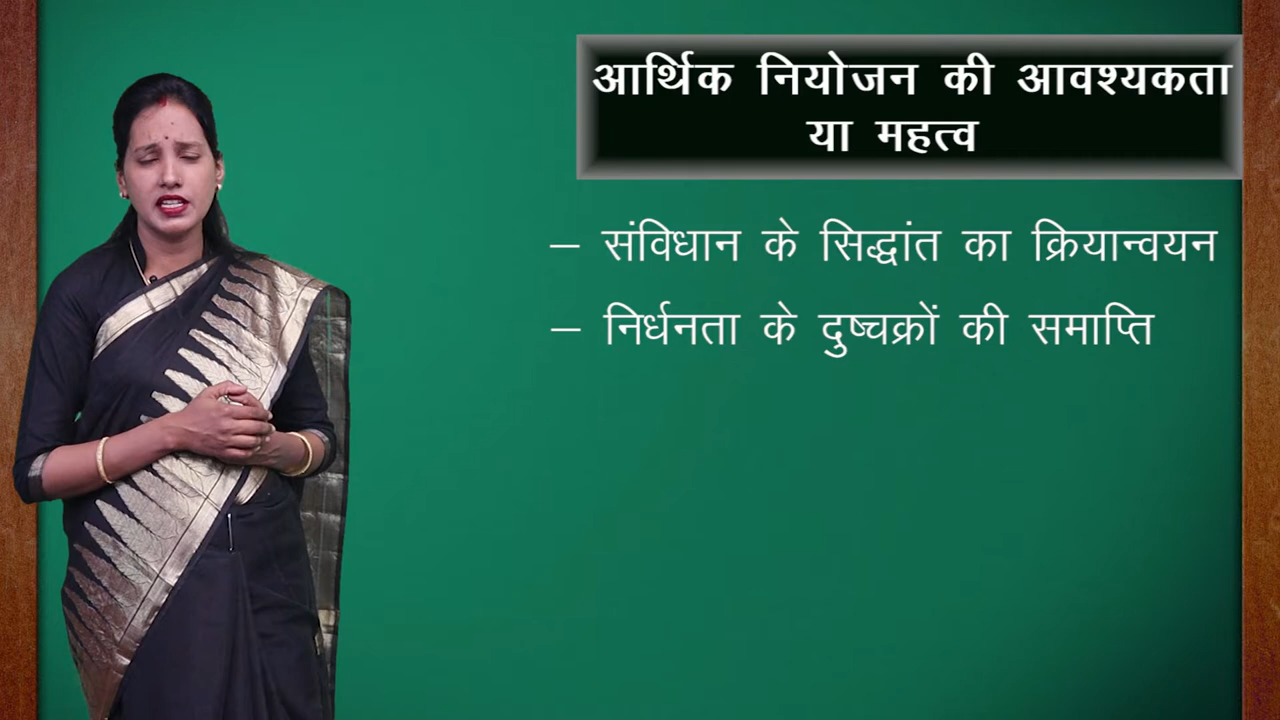 आर्थिक नियोजन की आवश्यकता
या महत्व
– संविधान के सिद्धांत का क्रियान्वयन
– निर्धनता के दुष्चक्रों की समाप्ति